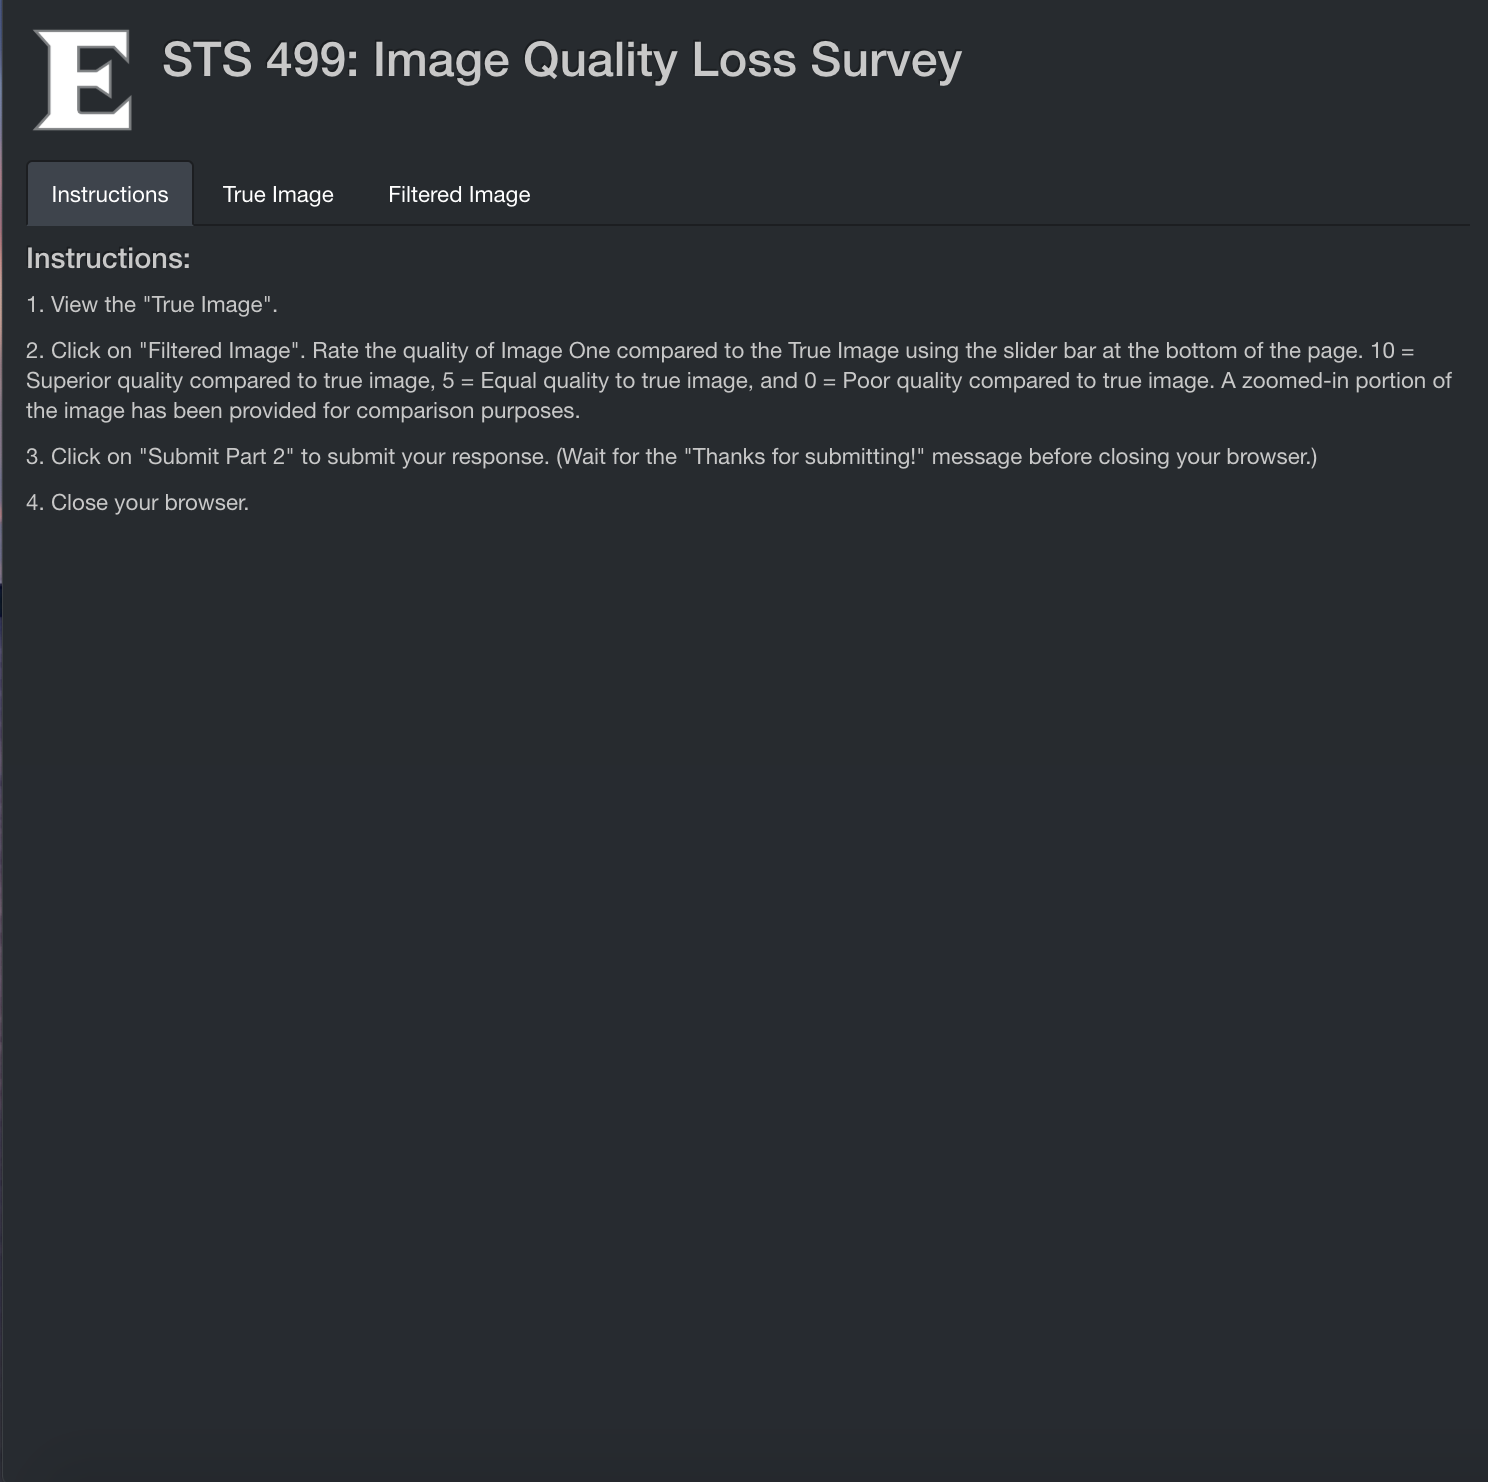 E
STS 499: Image Quality Loss Survey
Instructions
True Image
Filtered Image
Instructions:
1. View the "True Image".
2. Click on "Filtered Image". Rate the quality of Image One compared to the True Image using the slider bar at the bottom of the page. 10 =
Superior quality compared to true image, 5 = Equal quality to true image, and 0 = Poor quality compared to true image. A zoomed-in portion of
the image has been provided for comparison purposes.
3. Click on "Submit Part 2" to submit your response. (Wait for the "Thanks for submitting!" message before closing your browser.)
4. Close your browser.